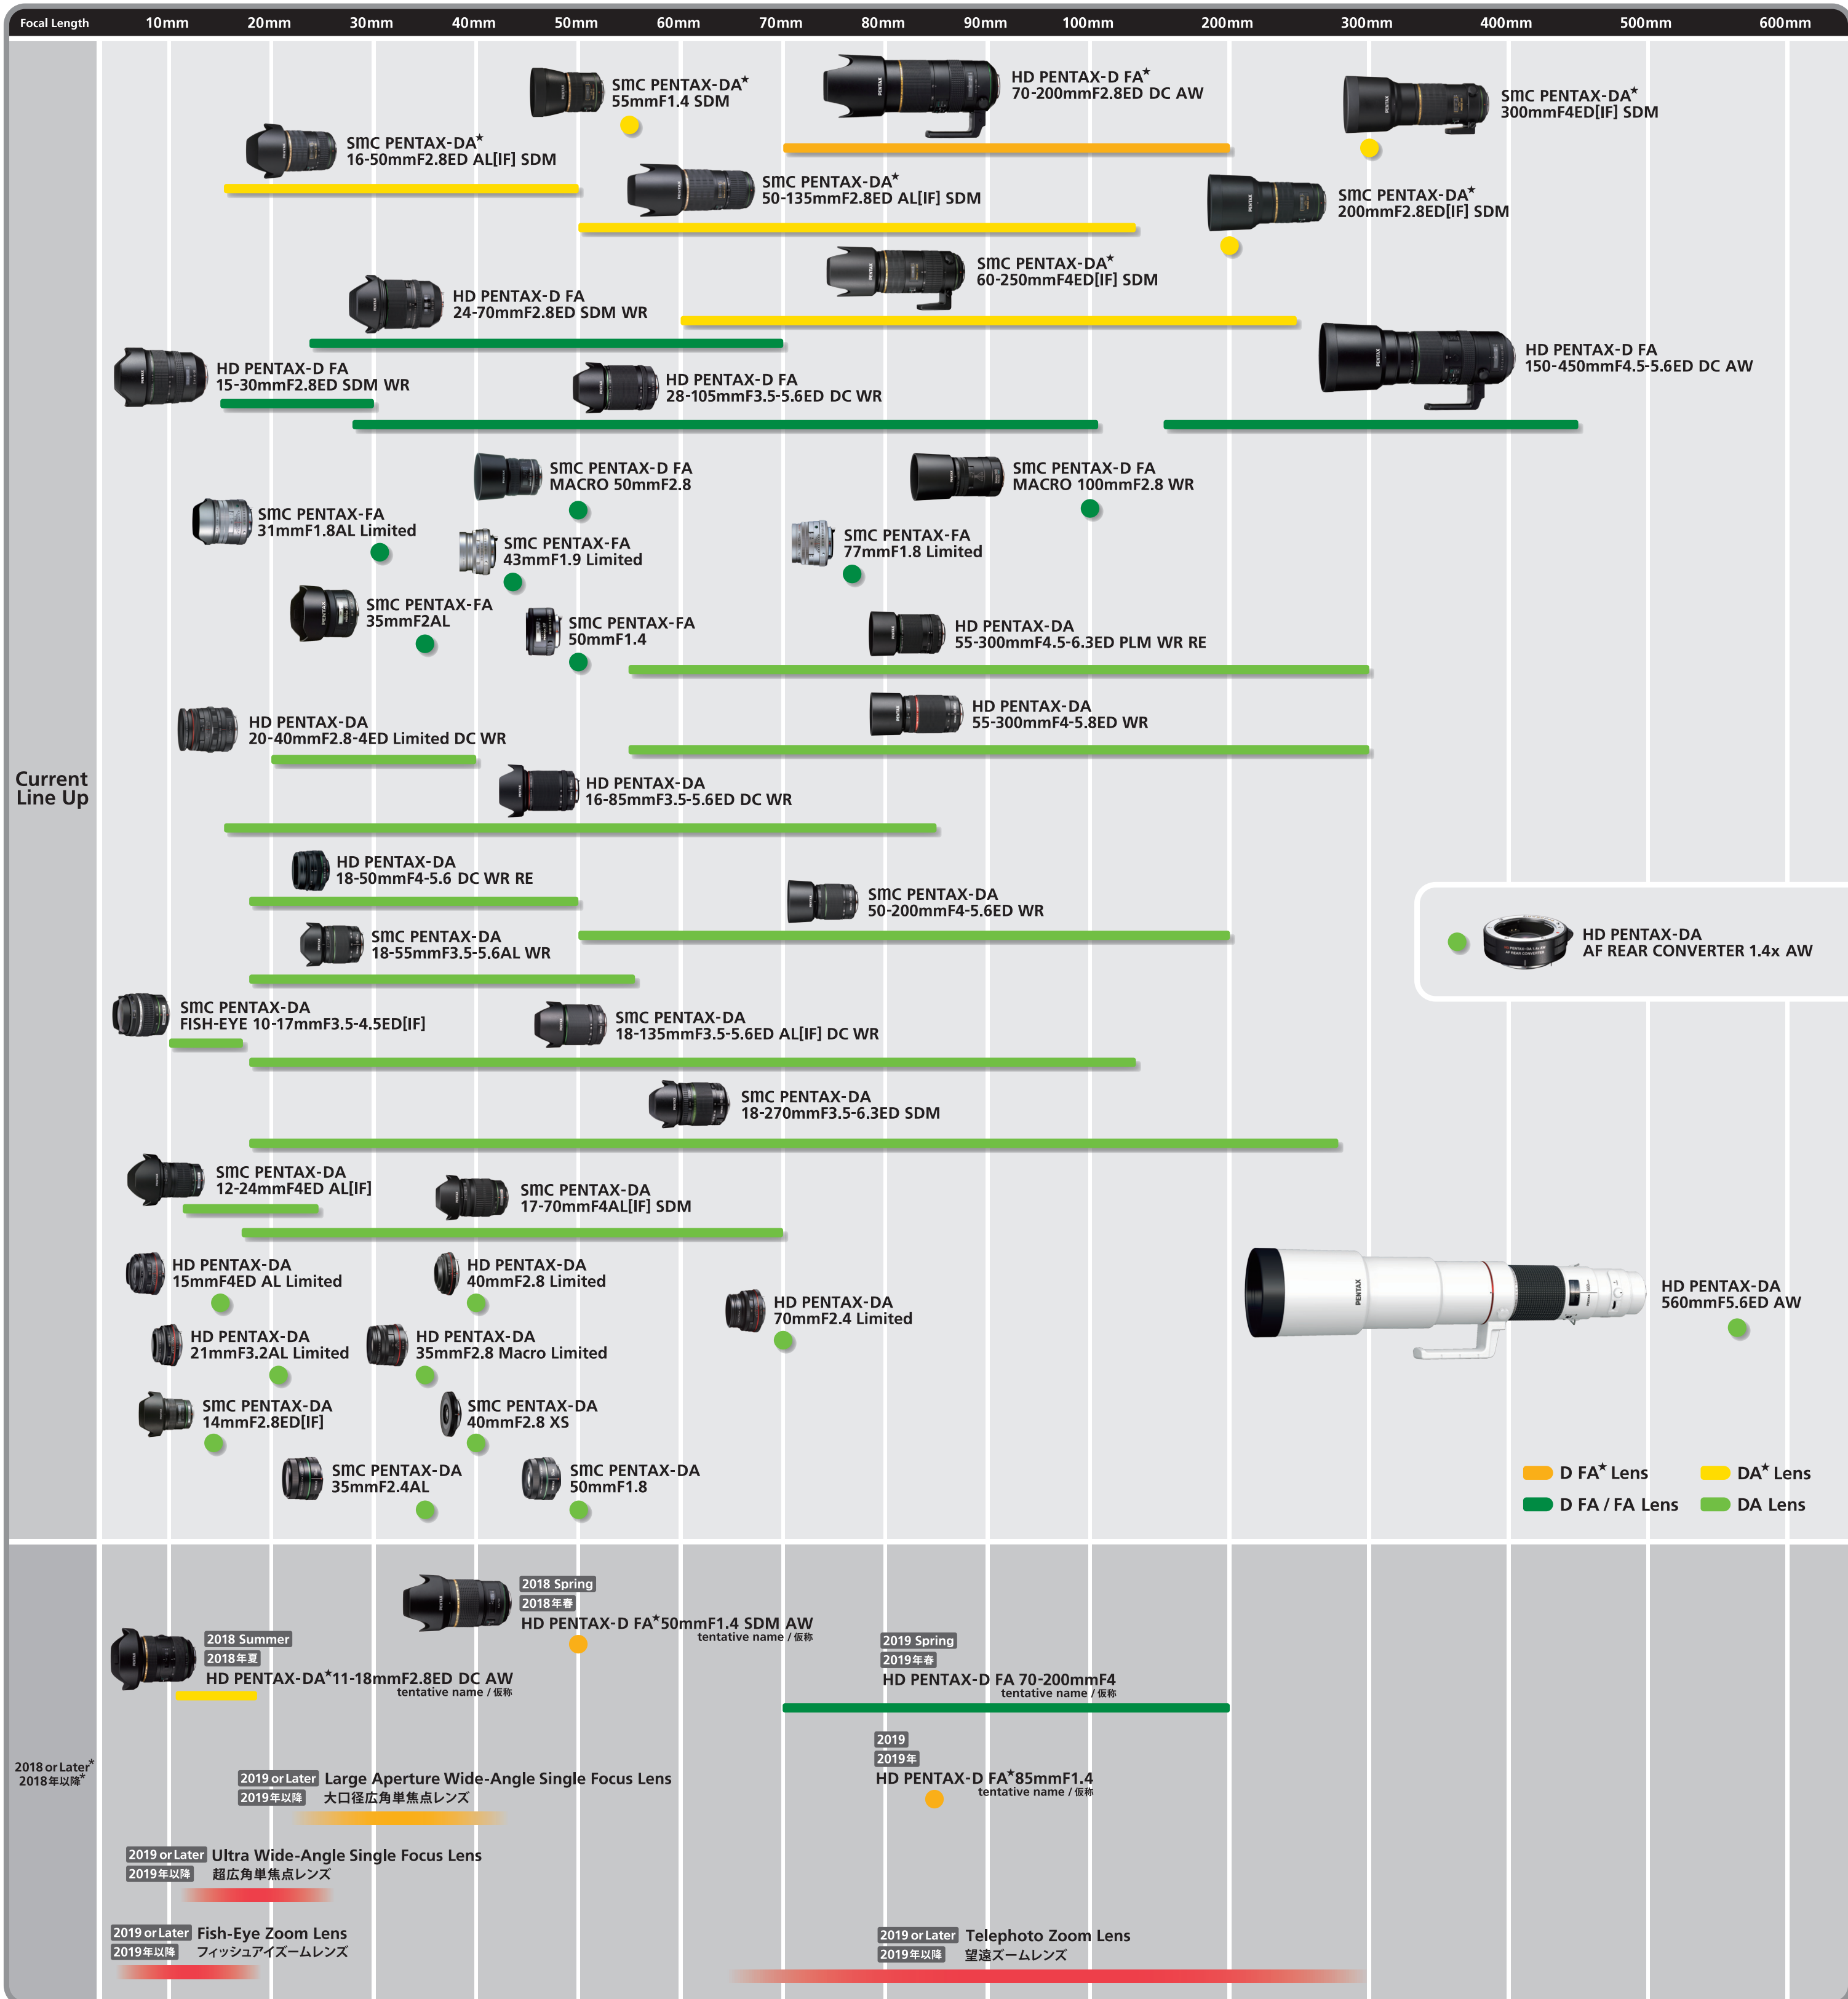 Focal Length 10mm 20mm 30mm 40mm 50mm 60mm 70mm 80mm 90mm 100mm 200mm 300mm 400mm 500mm 600mm
Current
Line Up
SMC PENTAX-DA★
55mmF1.4 SDM
HD PENTAX-D FA★
70-200mmF2.8ED DC AW
SMC PENTAX-DA★
300mmF4ED[IF] SDM
SMC PENTAX-DA★
16-50mmF2.8ED AL[IF] SDM
SMC PENTAX-DA★
50-135mmF2.8ED AL[IF] SDM
SMC PENTAX-DA★
200mmF2.8ED[IF] SDM
SMC PENTAX-DA★
60-250mmF4ED[IF] SDM
HD PENTAX-D FA
24-70mmF2.8ED SDM WR
HD PENTAX-D FA
15-30mmF2.8ED SDM WR
HD PENTAX-D FA
28-105mmF3.5-5.6ED DC WR
HD PENTAX-D FA
150-450mmF4.5-5.6ED DC AW
SMC PENTAX-D FA
MACRO 50mmF2.8
SMC PENTAX-D FA
MACRO 100mmF2.8 WR
SMC PENTAX-FA
31mmF1.8AL Limited
SMC PENTAX-FA
43mmF1.9 Limited
SMC PENTAX-FA
77mmF1.8 Limited
SMC PENTAX-FA
35mmF2AL
SMC PENTAX-FA
50mmF1.4
HD PENTAX-DA
55-300mmF4.5-6.3ED PLM WR RE
HD PENTAX-DA
20-40mmF2.8-4ED Limited DC WR
HD PENTAX-DA
55-300mmF4-5.8ED WR
HD PENTAX-DA
16-85mmF3.5-5.6ED DC WR
HD PENTAX-DA
18-50mmF4-5.6 DC WR RE
SMC PENTAX-DA
50-200mmF4-5.6ED WR
SMC PENTAX-DA
18-55mmF3.5-5.6AL WR
HD PENTAX-DA
AF REAR CONVERTER 1.4x AW
SMC PENTAX-DA
FISH-EYE 10-17mmF3.5-4.5ED[IF]
SMC PENTAX-DA
18-135mmF3.5-5.6ED AL[IF] DC WR
SMC PENTAX-DA
18-270mmF3.5-6.3ED SDM
SMC PENTAX-DA
12-24mmF4ED AL[IF]
SMC PENTAX-DA
17-70mmF4AL[IF] SDM
HD PENTAX-DA
15mmF4ED AL Limited
HD PENTAX-DA
40mmF2.8 Limited
HD PENTAX-DA
70mmF2.4 Limited
PENTAX
HD PENTAX-DA
560mmF5.6ED AW
HD PENTAX-DA
21mmF3.2AL Limited
HD PENTAX-DA
35mmF2.8 Macro Limited
SMC PENTAX-DA
14mmF2.8ED[IF]
SMC PENTAX-DA
40mmF2.8 XS
SMC PENTAX-DA
35mmF2.4AL
SMC PENTAX-DA
50mmF1.8
D FA★ Lens
DA★ Lens
D FA / FA Lens
DA Lens
2018 or Later*
2018年以降*
2018 Spring
2018年春
HD PENTAX-D FA★50mmF1.4 SDM AW
tentative name / 仮称
2018 Summer
2018年夏
HD PENTAX-DA★11-18mmF2.8ED DC AW
tentative name / 仮称
2019 Spring
2019年春
HD PENTAX-D FA 70-200mmF4
tentative name / 仮称
2019
2019年
HD PENTAX-D FA★85mmF1.4
tentative name / 仮称
2019 or Later Large Aperture Wide-Angle Single Focus Lens
2019年以降 大口径広角単焦点レンズ
2019 or Later Ultra Wide-Angle Single Focus Lens
2019年以降 超広角単焦点レンズ
2019 or Later Fish-Eye Zoom Lens
2019年以降 フィッシュアイズームレンズ
2019 or Later Telephoto Zoom Lens
2019年以降 望遠ズームレンズ